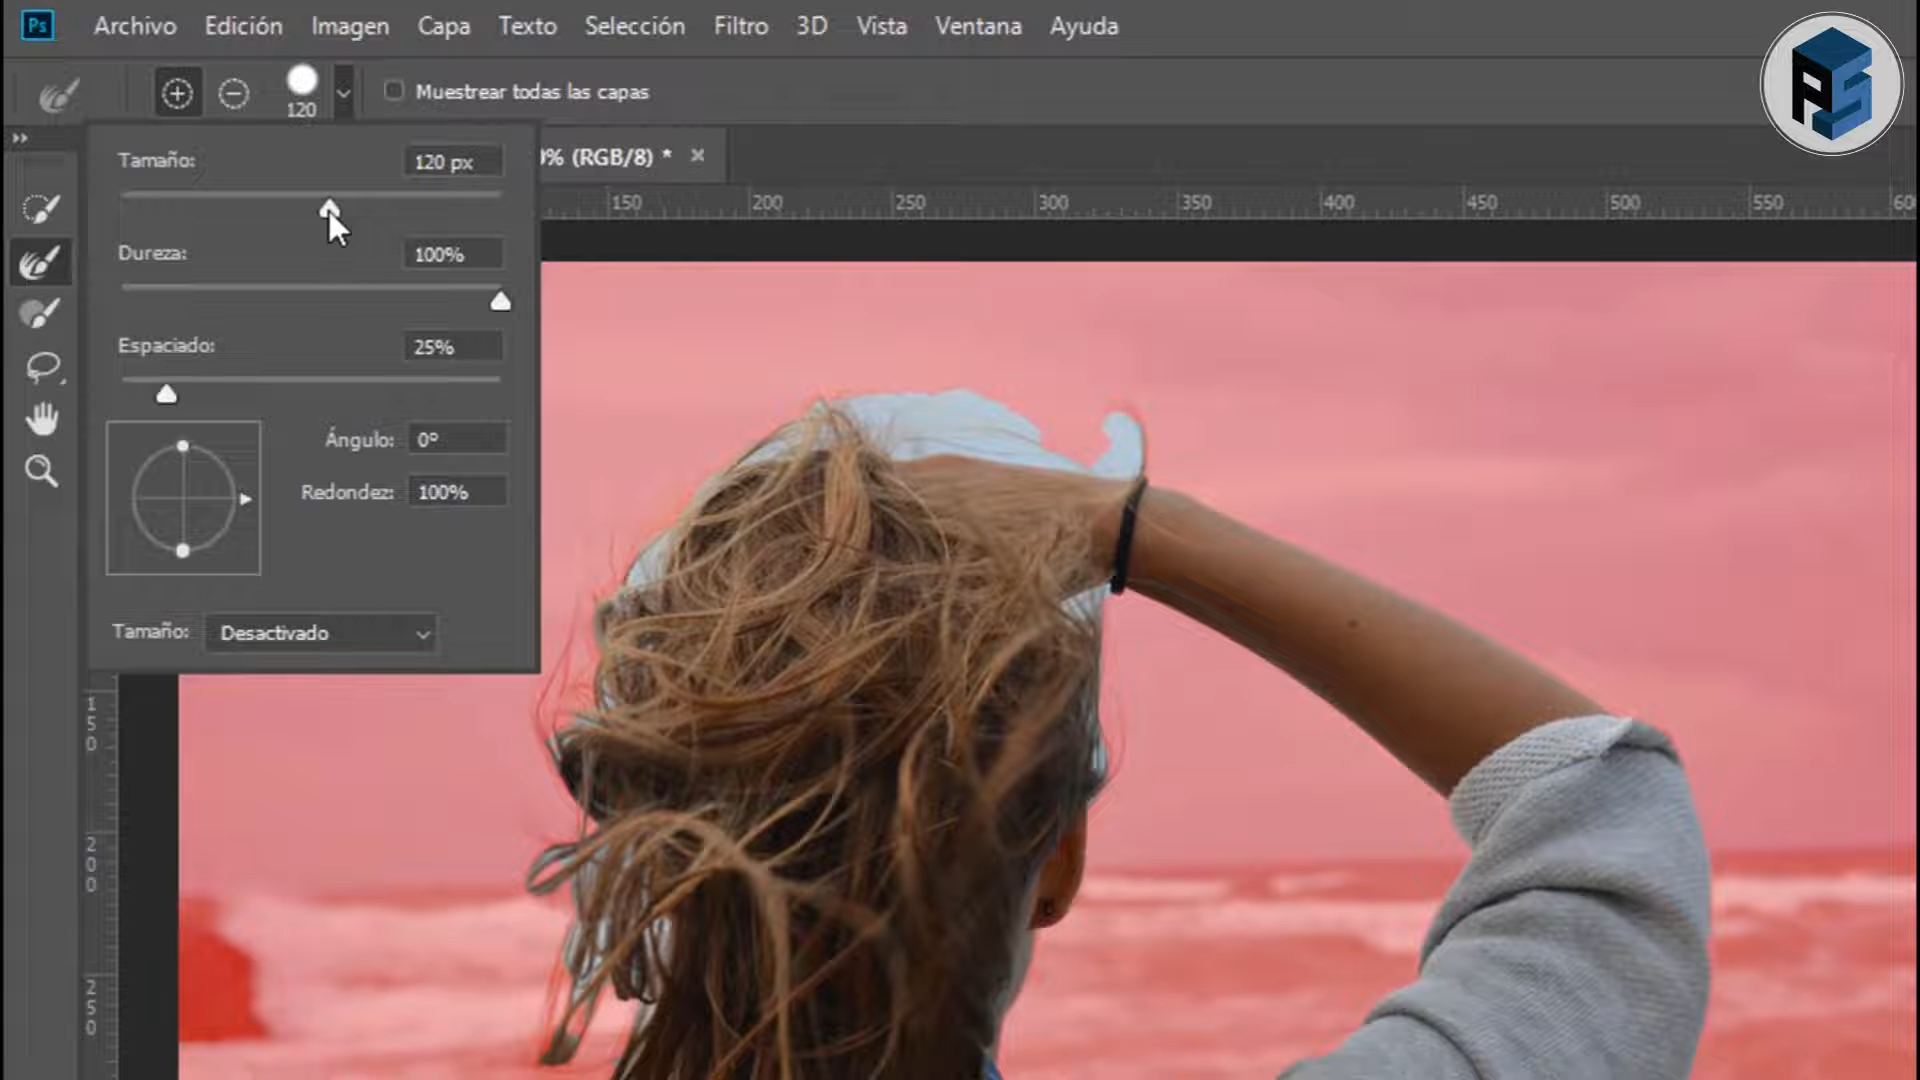 Ps Archivo Edición Imagen Capa Texto Selección Filtro 3D Vista Ventana Ayuda
PS
120 Muestrear todas las capas
Tamaño: 120 px
% (RGB/8) * ×
150 200 250 300 350 400 450 500 550
Dureza: 100%
Espaciado: 25%
Ángulo: 0º
Redondez: 100%
Tamaño: Desactivado
150
200
250